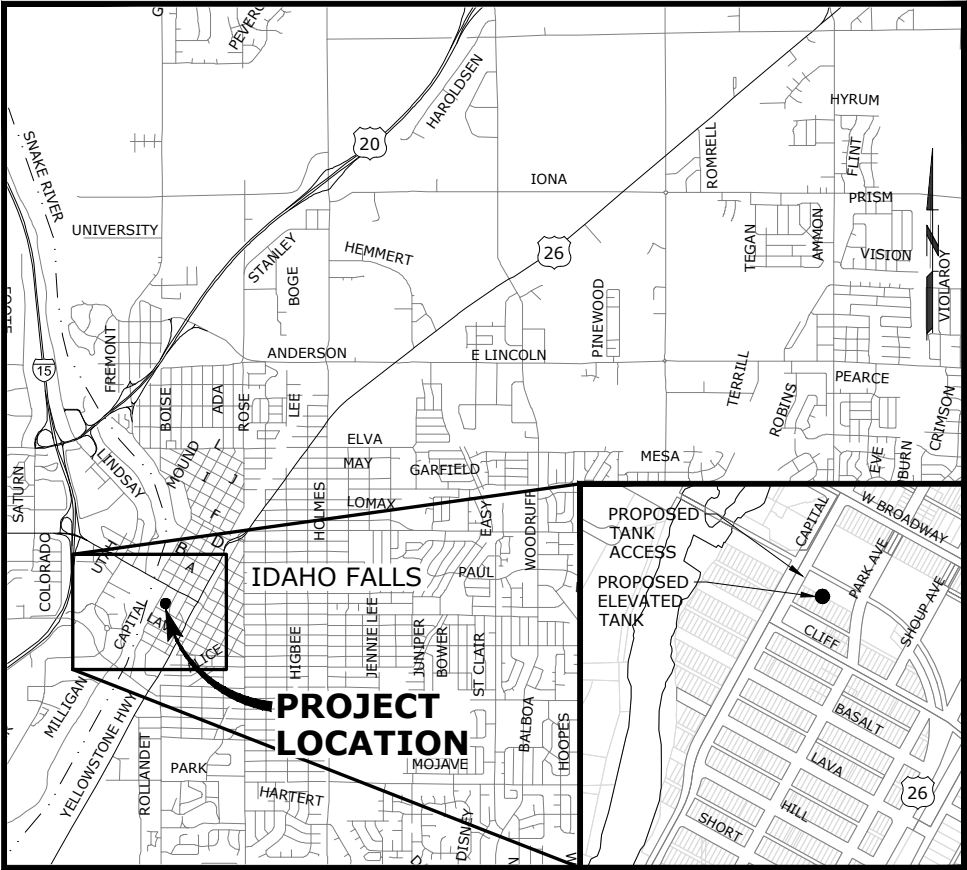 PEVERO
HAROLDSEN
SNAKE RIVER
20
HYRUM
FLINT
ROMRELL
IONA
PRISM
UNIVERSITY
STANLEY
HEMMERT
BOGE
26
TEGAN
AMMON
VISION
VIOLAROY
FOOTE
15
FREMONT
ANDERSON
E LINCOLN
PINEWOOD
TERRILL
PEARCE
ROBINS
CRIMSON
BOISE
ADA
ROSE
LEE
ELVA
MAY
GARFIELD
MESA
EVE
BURN
SATURN
LINDSAY
MOUND
HOLMES
LOMAX
EASY
WOODRUFF
COLORADO
UTAH
IDAHO FALLS
PAUL
CAPITAL
LAVA
ALICE
HIGBEE
JENNIE LEE
JUNIPER
BOWER
ST CLAIR
MILLIGAN
YELLOWSTONE HWY
PROJECT
LOCATION
BALBOA
HOOPES
ROLLANDET
PARK
MOJAVE
HARTERT
DISNEY
PROPOSED
TANK
ACCESS
PROPOSED
ELEVATED
TANK
CAPITAL
W BROADWAY
PARK AVE
SHOUP AVE
CLIFF
BASALT
LAVA
HILL
SHORT
26